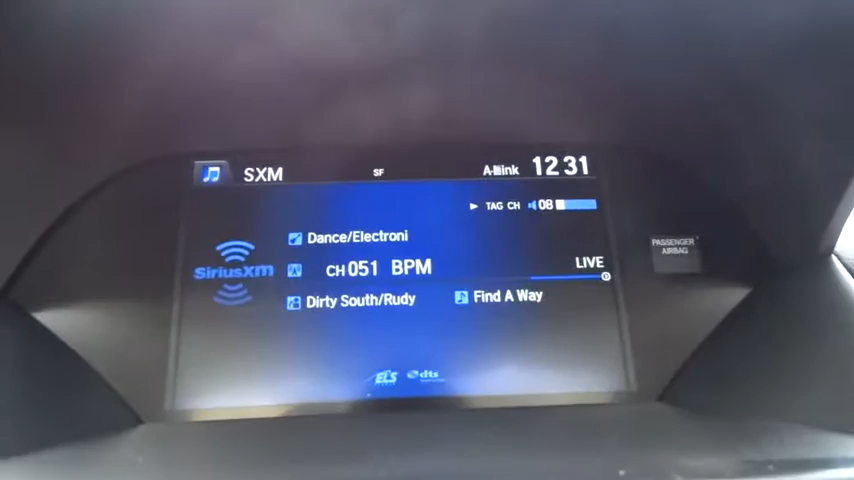 SXM SF A-Link 12:31
TAG CH 08
Dance/Electroni
SiriusXM CH 051 BPM LIVE
Dirty South/Rudy Find A Way
PASSENGER
AIRBAG
ELS dts